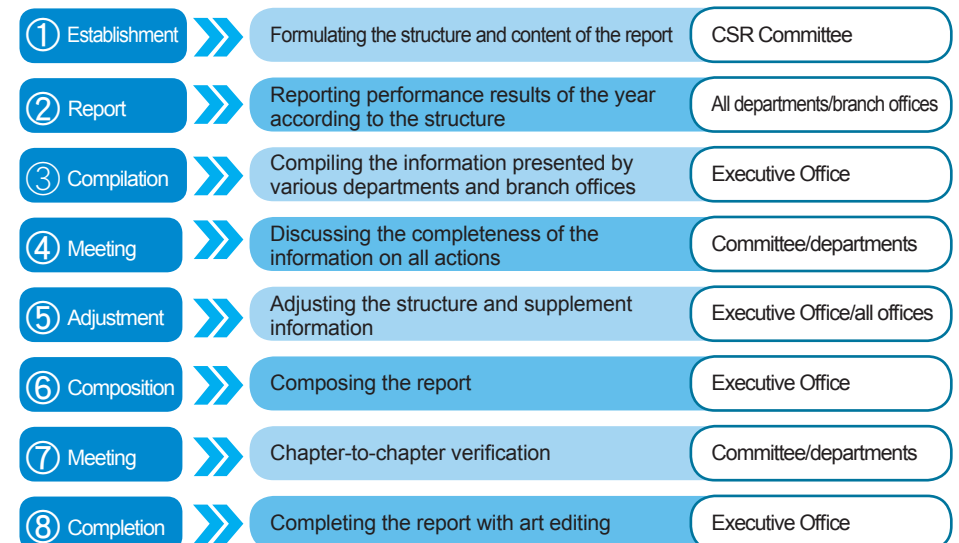 ① Establishment
Formulating the structure and content of the report
CSR Committee
② Report
Reporting performance results of the year
according to the structure
All departments/branch offices
③ Compilation
Compiling the information presented by
various departments and branch offices
Executive Office
④ Meeting
Discussing the completeness of the
information on all actions
Committee/departments
⑤ Adjustment
Adjusting the structure and supplement
information
Executive Office/all offices
⑥ Composition
Composing the report
Executive Office
⑦ Meeting
Chapter-to-chapter verification
Committee/departments
⑧ Completion
Completing the report with art editing
Executive Office